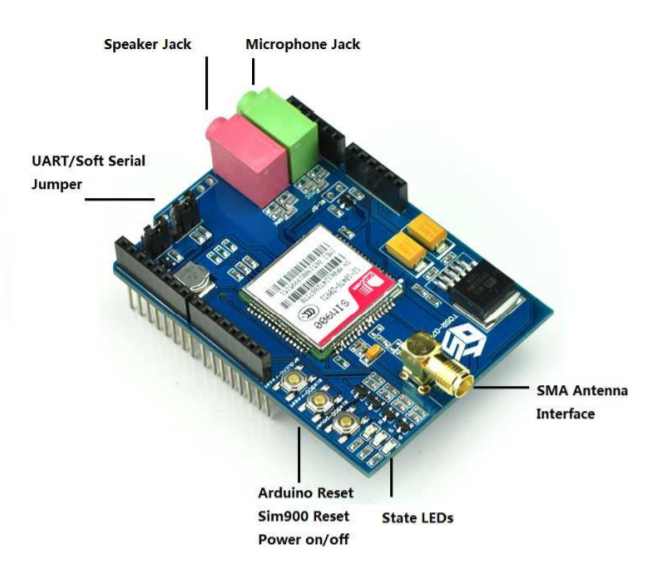 Speaker Jack
Microphone Jack
UART/Soft Serial
Jumper
SIM900
SMA Antenna
Interface
Arduino Reset
Sim900 Reset
Power on/off
State LEDs